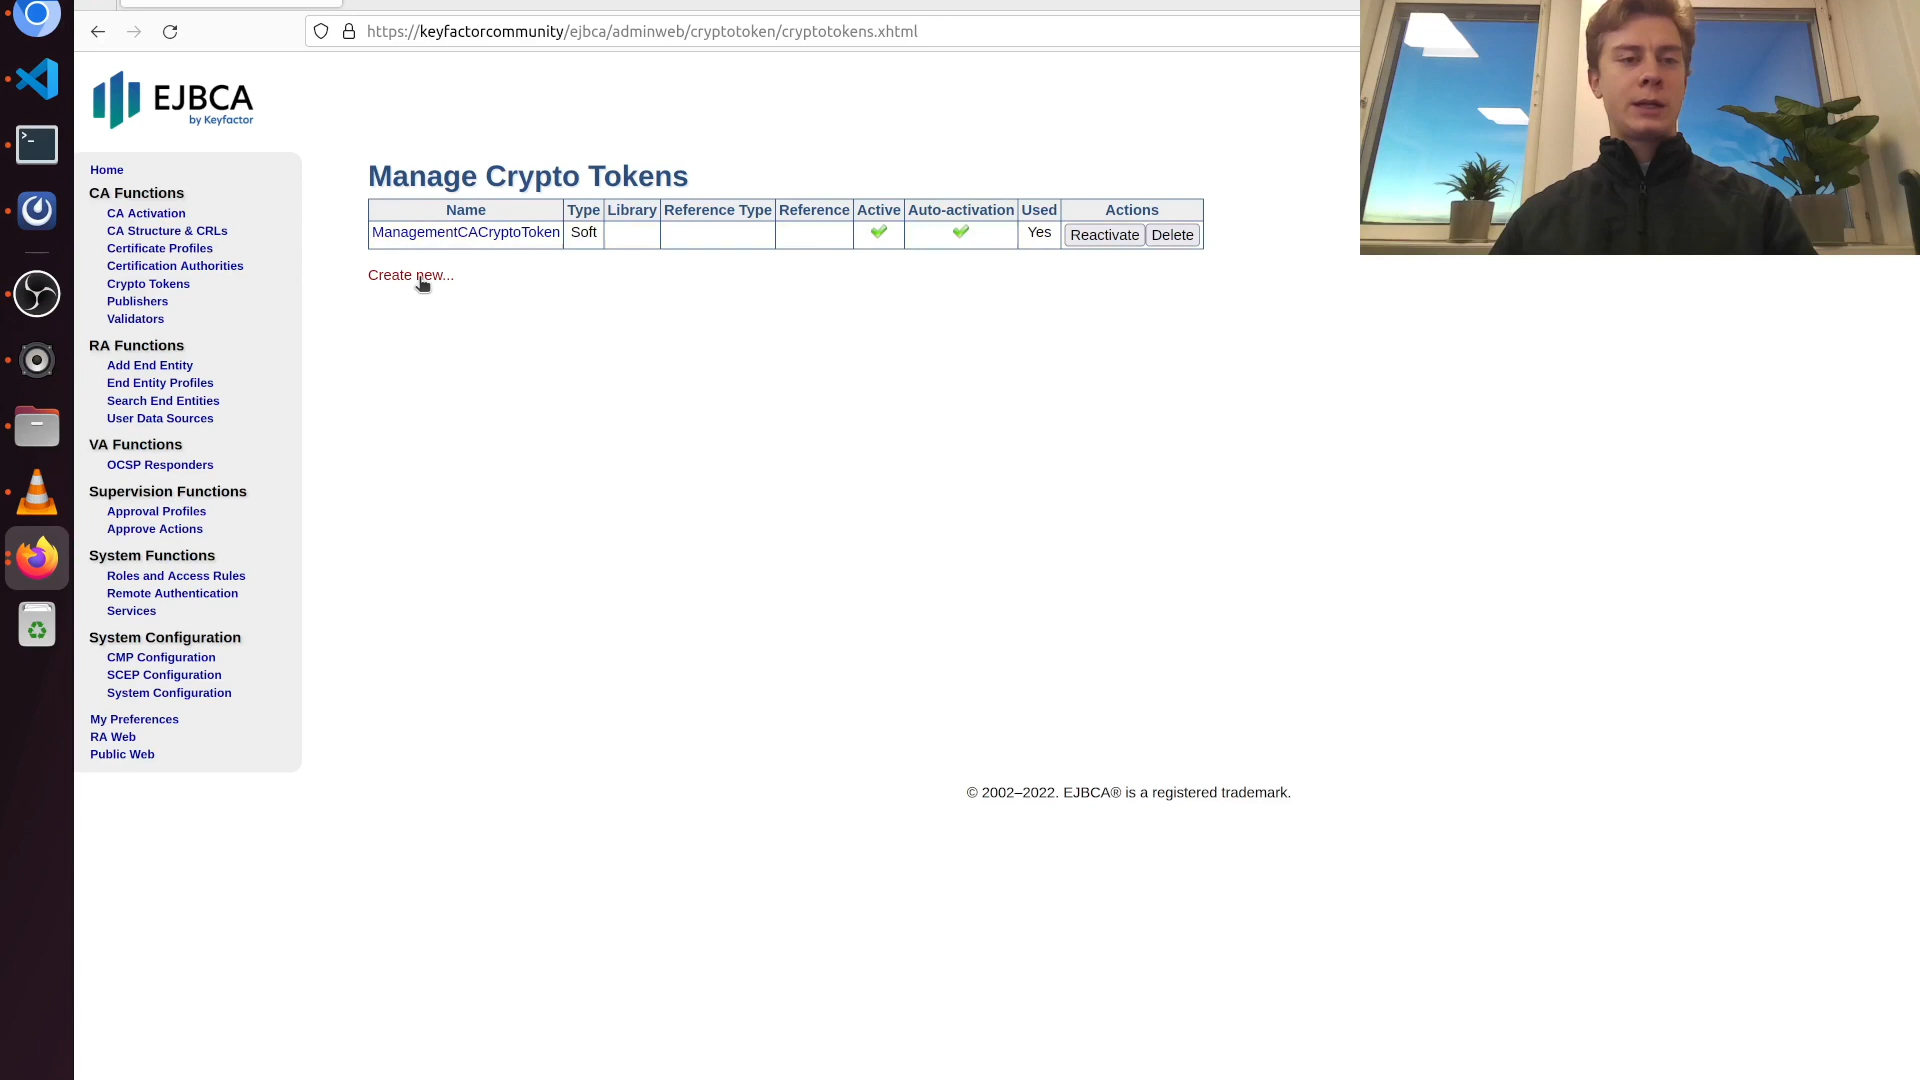 https://keyfactorcommunity/ejbca/adminweb/cryptotoken/cryptotokens.xhtml
EJBCA
by Keyfactor
Home
CA Functions
CA Activation
CA Structure & CRLs
Certificate Profiles
Certification Authorities
Crypto Tokens
Publishers
Validators
RA Functions
Add End Entity
End Entity Profiles
Search End Entities
User Data Sources
VA Functions
OCSP Responders
Supervision Functions
Approval Profiles
Approve Actions
System Functions
Roles and Access Rules
Remote Authentication
Services
System Configuration
CMP Configuration
SCEP Configuration
System Configuration
My Preferences
RA Web
Public Web
Manage Crypto Tokens
Name Type Library Reference Type Reference Active Auto-activation Used Actions
ManagementCACryptoToken Soft Yes Reactivate Delete
Create new...
© 2002–2022. EJBCA® is a registered trademark.